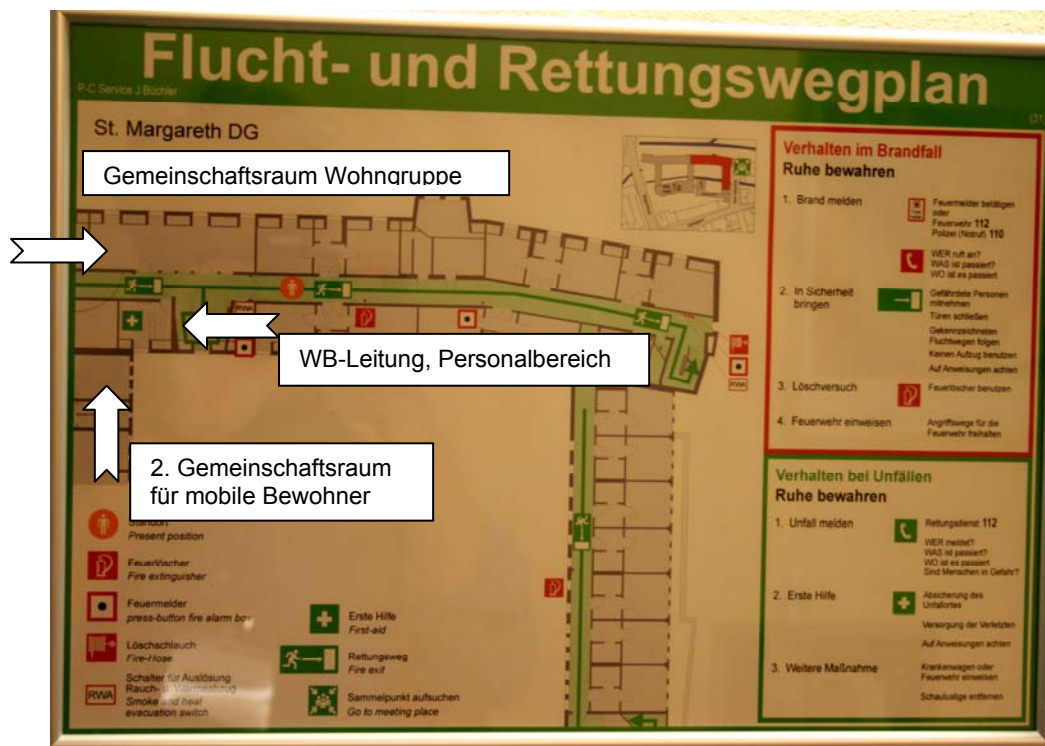 Flucht- und Rettungswegplan
P-C Service J.Büchler
St. Margareth DG
Gemeinschaftsraum Wohngruppe
WB-Leitung, Personalbereich
2. Gemeinschaftsraum
für mobile Bewohner
RWA
RWA
Standort
Present position
Feuerlöscher
Fire extinguisher
Feuermelder
press-button fire alarm box
Löschschlauch
Fire-Hose
RWA
Schalter für Auslösung
Rauch- u. Wärmeabzug
Smoke and heat
evacuation switch
Erste Hilfe
First-aid
Rettungsweg
Fire exit
Sammelpunkt aufsuchen
Go to meeting place
Verhalten im Brandfall
Ruhe bewahren
1. Brand melden
Feuermelder betätigen
oder
Feuerwehr 112
Polizei (Notruf) 110
WER ruft an?
WAS ist passiert?
WO ist es passiert?
2. In Sicherheit
bringen
Gefährdete Personen
mitnehmen
Türen schließen
Gekennzeichneten
Fluchtwegen folgen
Keinen Aufzug benutzen
Auf Anweisungen achten
3. Löschversuch
Feuerlöscher benutzen
4. Feuerwehr einweisen
Angriffswege für die
Feuerwehr freihalten
Verhalten bei Unfällen
Ruhe bewahren
1. Unfall melden
Rettungsdienst 112
WER meldet?
WAS ist passiert?
WO ist es passiert
Sind Menschen in Gefahr?
2. Erste Hilfe
Absicherung des
Unfallortes
Versorgung der Verletzten
Auf Anweisungen achten
3. Weitere Maßnahme
Krankenwagen oder
Feuerwehr einweisen
Schaulustige entfernen